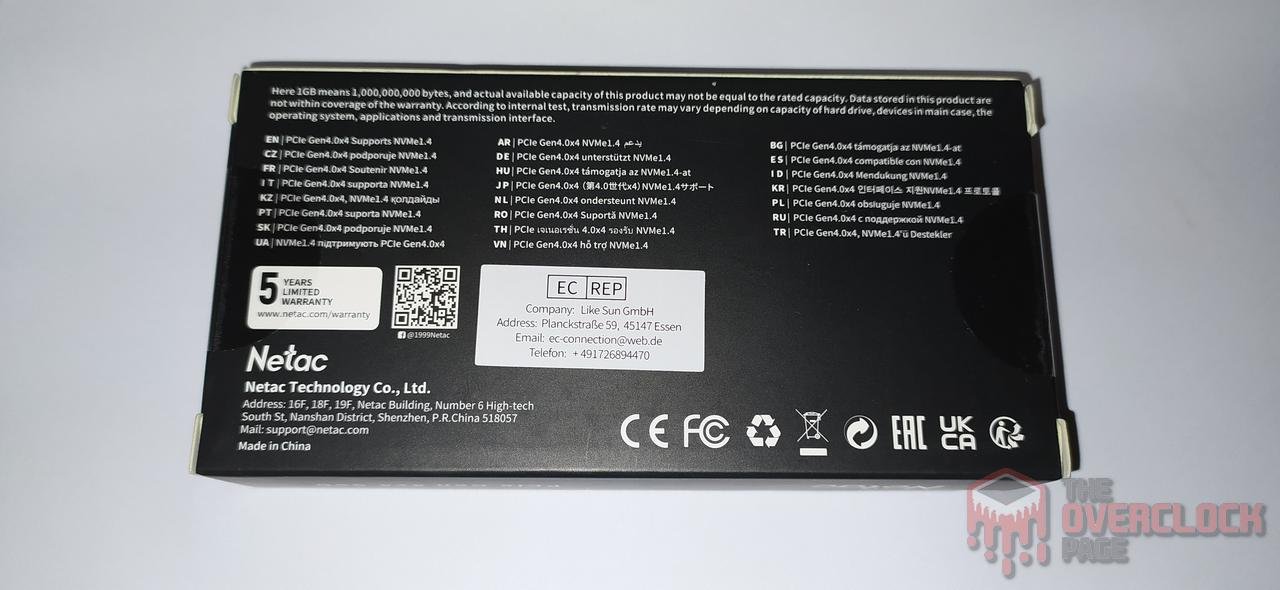 Here 1GB means 1,000,000,000 bytes, and actual available capacity of this product may not be equal to the rated capacity. Data stored in this product are
not within coverage of the warranty. According to internal test, transmission rate may vary depending on capacity of hard drive, devices in main case, the
operating system, applications and transmission interface.
EN | PCIe Gen4.0x4 Supports NVMe1.4
CZ | PCIe Gen4.0x4 podporuje NVMe1.4
FR | PCIe Gen4.0x4 Soutenir NVMe1.4
IT | PCIe Gen4.0x4 supporta NVMe1.4
KZ | PCIe Gen4.0x4, NVMe1.4 қолдайды
PT | PCIe Gen4.0x4 suporta NVMe1.4
SK | PCIe Gen4.0x4 podporuje NVMe1.4
UA | NVMe1.4 підтримують PCIe Gen4.0x4
AR | PCIe Gen4.0x4 NVMe1.4 يدعم
DE | PCIe Gen4.0x4 unterstützt NVMe1.4
HU | PCIe Gen4.0x4 támogatja az NVMe1.4-at
JP | PCIe Gen4.0x4 (第4.0世代x4) NVMe1.4サポート
NL | PCIe Gen4.0x4 ondersteunt NVMe1.4
RO | PCIe Gen4.0x4 Suportă NVMe1.4
TH | PCIe เจเนอเรชั่น 4.0x4 รองรับ NVMe1.4
VN | PCIe Gen4.0x4 hỗ trợ NVMe1.4
BG | PCIe Gen4.0x4 támogatja az NVMe1.4-at
ES | PCIe Gen4.0x4 compatible con NVMe1.4
ID | PCIe Gen4.0x4 Mendukung NVMe1.4
KR | PCIe Gen4.0x4 인터페이스 지원NVMe1.4 프로토콜
PL | PCIe Gen4.0x4 obsługuje NVMe1.4
RU | PCIe Gen4.0x4 с поддержкой NVMe1.4
TR | PCIe Gen4.0x4, NVMe1.4'ü Destekler
5 YEARS
LIMITED
WARRANTY
www.netac.com/warranty
@1999Netac
EC REP
Company: Like Sun GmbH
Address: Planckstraße 59, 45147 Essen
Email: ec-connection@web.de
Telefon: +491726894470
Netac
Netac Technology Co., Ltd.
Address: 16F, 18F, 19F, Netac Building, Number 6 High-tech
South St, Nanshan District, Shenzhen, P.R.China 518057
Mail: support@netac.com
Made in China
CE FC EAC UK
CA
THE
OVERCLOCK
PAGE